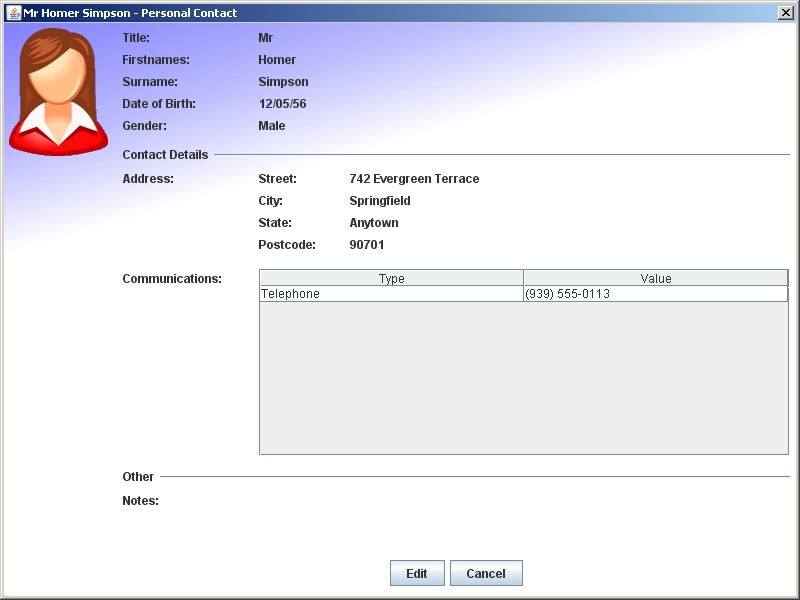 Mr Homer Simpson - Personal Contact
Title: Mr
Firstnames: Homer
Surname: Simpson
Date of Birth: 12/05/56
Gender: Male
Contact Details
Address: Street: 742 Evergreen Terrace
City: Springfield
State: Anytown
Postcode: 90701
Communications: Type Value
Telephone (939) 555-0113
Other
Notes:
Edit Cancel